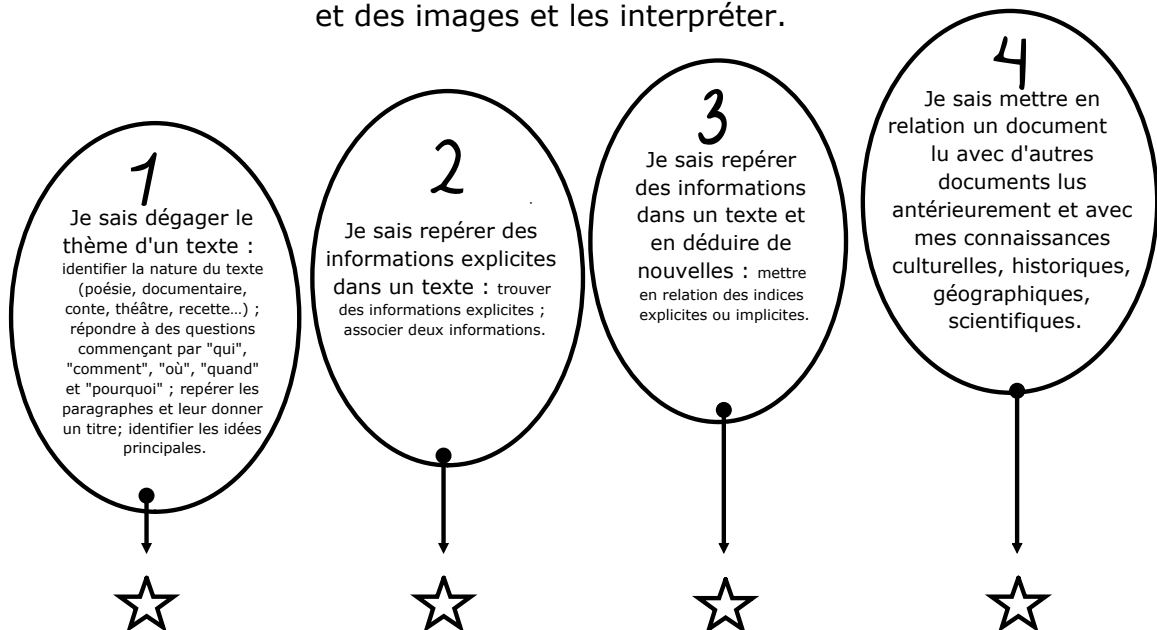 et des images et les interpréter.
1
Je sais dégager le
thème d'un texte :
identifier la nature du texte
(poésie, documentaire,
conte, théâtre, recette…) ;
répondre à des questions
commençant par "qui",
"comment", "où", "quand"
et "pourquoi" ; repérer les
paragraphes et leur donner
un titre; identifier les idées
principales.
2
Je sais repérer des
informations explicites
dans un texte : trouver
des informations explicites ;
associer deux informations.
3
Je sais repérer
des informations
dans un texte et
en déduire de
nouvelles : mettre
en relation des indices
explicites ou implicites.
4
Je sais mettre en
relation un document
lu avec d'autres
documents lus
antérieurement et avec
mes connaissances
culturelles, historiques,
géographiques,
scientifiques.